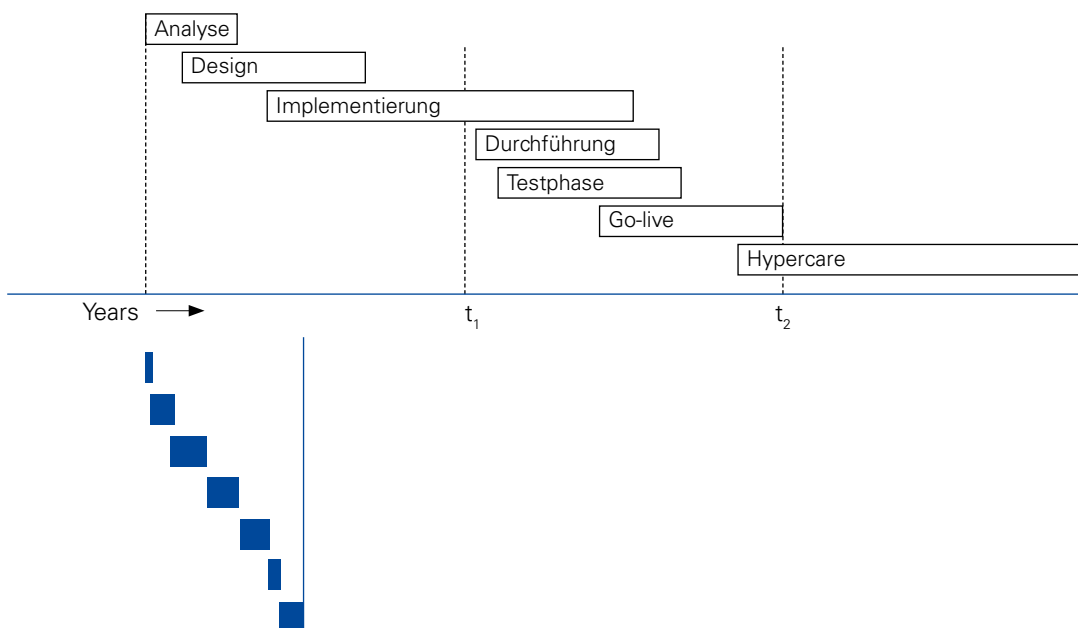 Analyse
Design
Implementierung
Durchführung
Testphase
Go-live
Hypercare
Years
t₁
t₂